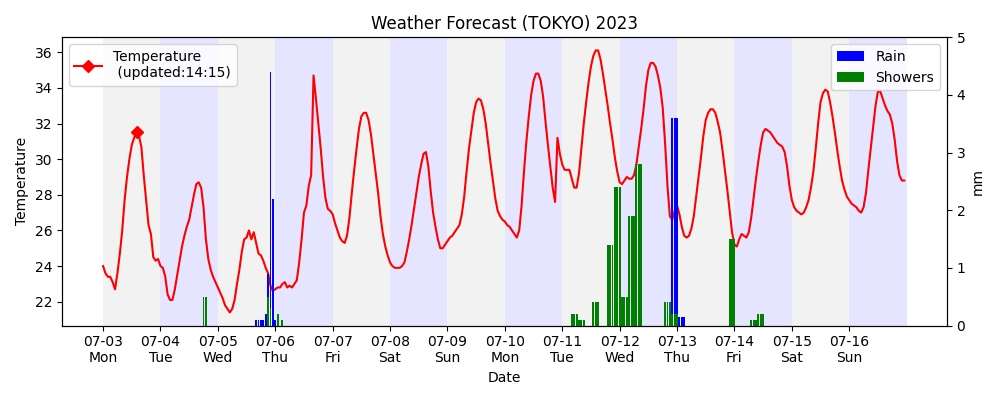 Weather Forecast (TOKYO) 2023
Temperature
(updated:14:15)
Rain
Showers
Temperature
36
34
32
30
28
26
24
22
5
4
3
2
1
0
mm
07-03 07-04 07-05 07-06 07-07 07-08 07-09 07-10 07-11 07-12 07-13 07-14 07-15 07-16
Mon Tue Wed Thu Fri Sat Sun Mon Tue Wed Thu Fri Sat Sun
Date